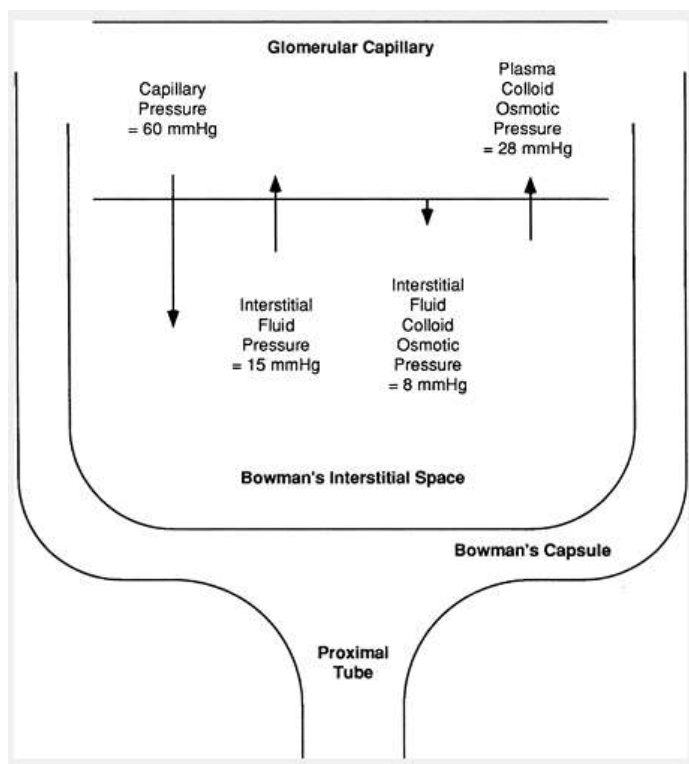 Glomerular Capillary
Capillary
Pressure
= 60 mmHg
Plasma
Colloid
Osmotic
Pressure
= 28 mmHg
Interstitial
Fluid
Pressure
= 15 mmHg
Interstitial
Fluid
Colloid
Osmotic
Pressure
= 8 mmHg
Bowman's Interstitial Space
Bowman's Capsule
Proximal
Tube